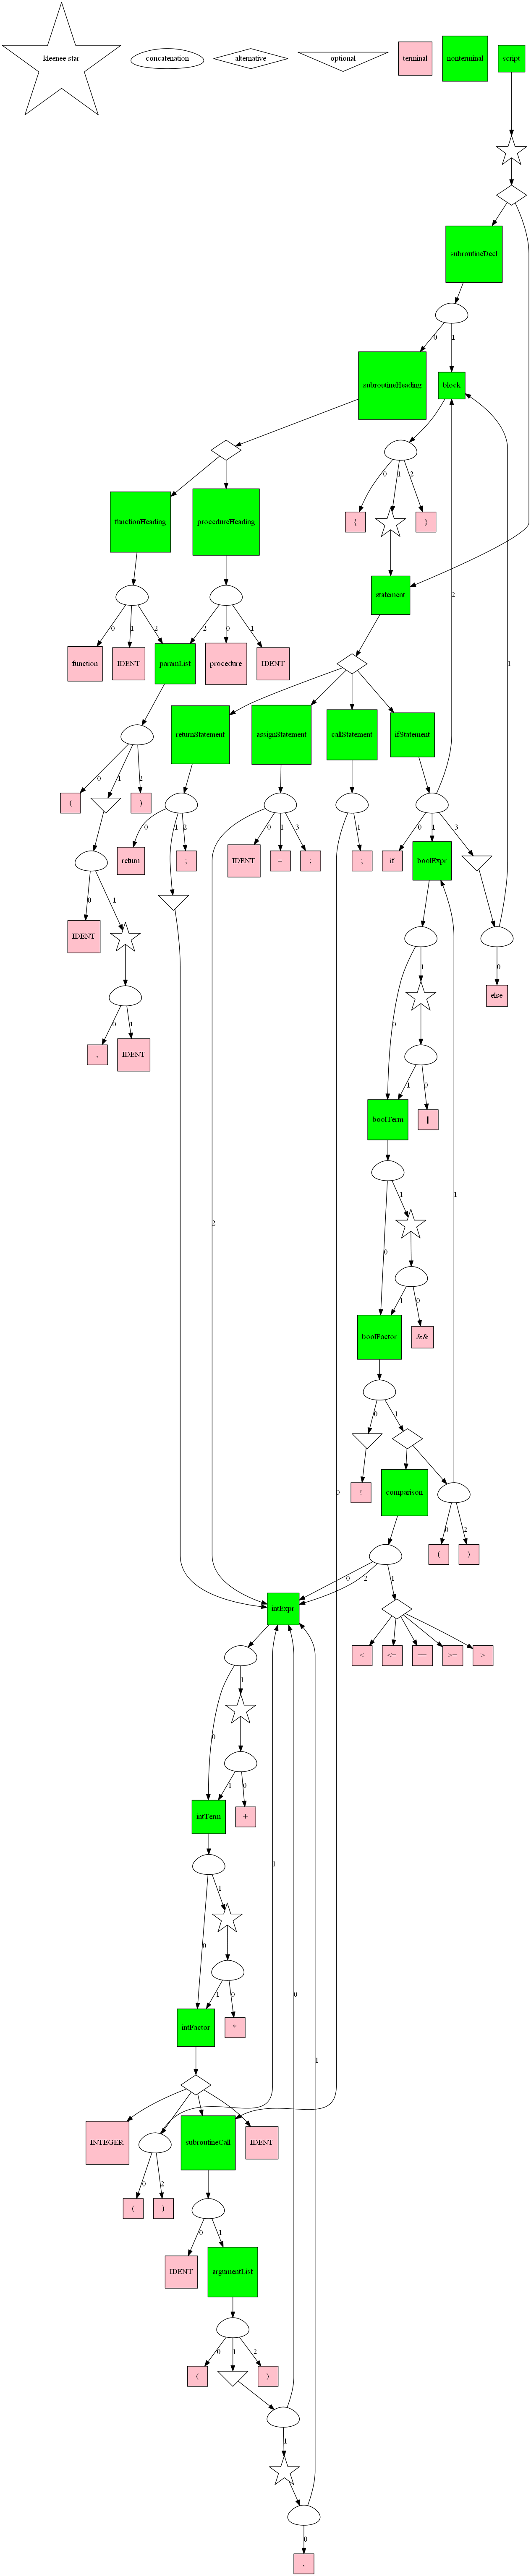 kleenee star
concatenation
alternative
optional
terminal
nonterminal
script
subroutineDecl
0
1
subroutineHeading
block
0
1
2
functionHeading
procedureHeading
{
}
statement
2
1
0
1
2
2
0
1
function
IDENT
paramList
procedure
IDENT
returnStatement
assignStatement
callStatement
ifStatement
0
1
2
0
1
2
0
1
3
1
0
1
3
(
)
return
;
IDENT
=
;
;
if
boolExpr
0
1
0
IDENT
else
1
0
0
1
1
0
,
IDENT
boolTerm
||
1
1
2
0
1
0
boolFactor
&&
0
1
!
comparison
0
0
2
(
)
0
2
1
intExpr
<
<=
==
>=
>
1
0
1
0
intTerm
+
1
1
0
0
1
0
intFactor
*
1
INTEGER
subroutineCall
IDENT
0
2
(
)
0
1
IDENT
argumentList
0
1
2
(
)
1
0
,